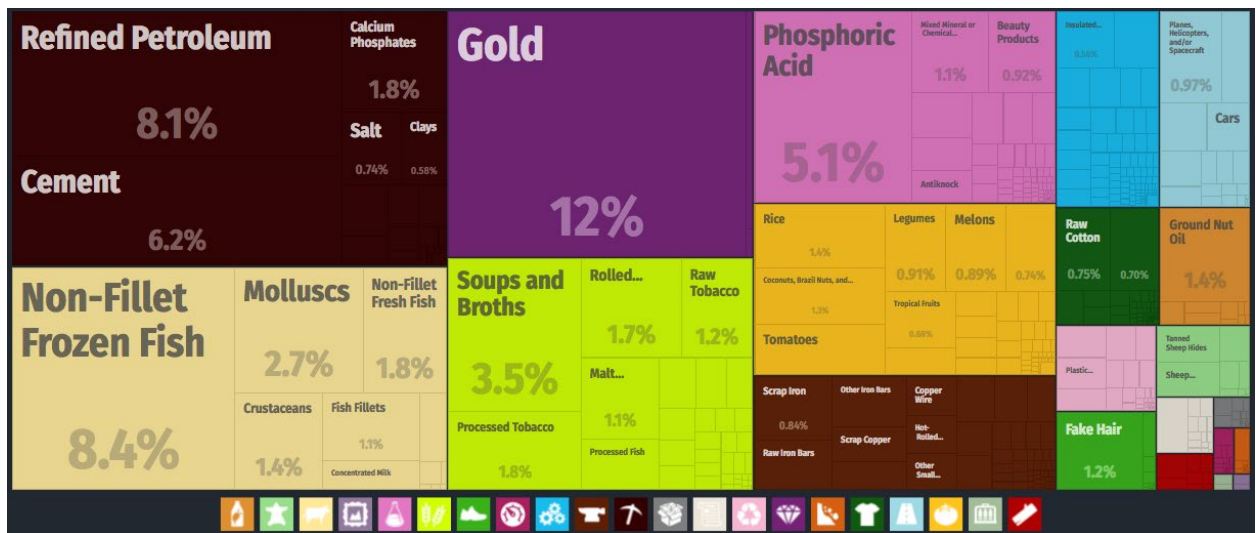 Refined Petroleum
8.1%
Cement
6.2%
Calcium
Phosphates
1.8%
Salt
0.74%
Clays
0.58%
Non-Fillet
Frozen Fish
8.4%
Molluscs
2.7%
Non-Fillet
Fresh Fish
1.8%
Crustaceans
1.4%
Fish Fillets
1.1%
Concentrated Milk
Gold
12%
Soups and
Broths
3.5%
Processed Tobacco
1.8%
Rolled...
1.7%
Raw
Tobacco
1.2%
Malt...
1.1%
Processed Fish
Phosphoric
Acid
5.1%
Mixed Mineral or
Chemical...
1.1%
Beauty
Products
0.92%
Antiknock
Rice
1.4%
Coconuts, Brazil Nuts, and...
1.3%
Tomatoes
Legumes
0.91%
Melons
0.89%
0.74%
Tropical Fruits
Scrap Iron
0.84%
Raw Iron Bars
Other Iron Bars
Scrap Copper
Copper
Wire
Hot-
Rolled...
Other
Small...
Insulated...
Planes,
Helicopters,
and/or
Spacecraft
0.97%
Cars
Raw
Cotton
0.75%
0.70%
Ground Nut
Oil
1.4%
Plastic...
Tanned
Sheep Hides
Sheep...
Fake Hair
1.2%